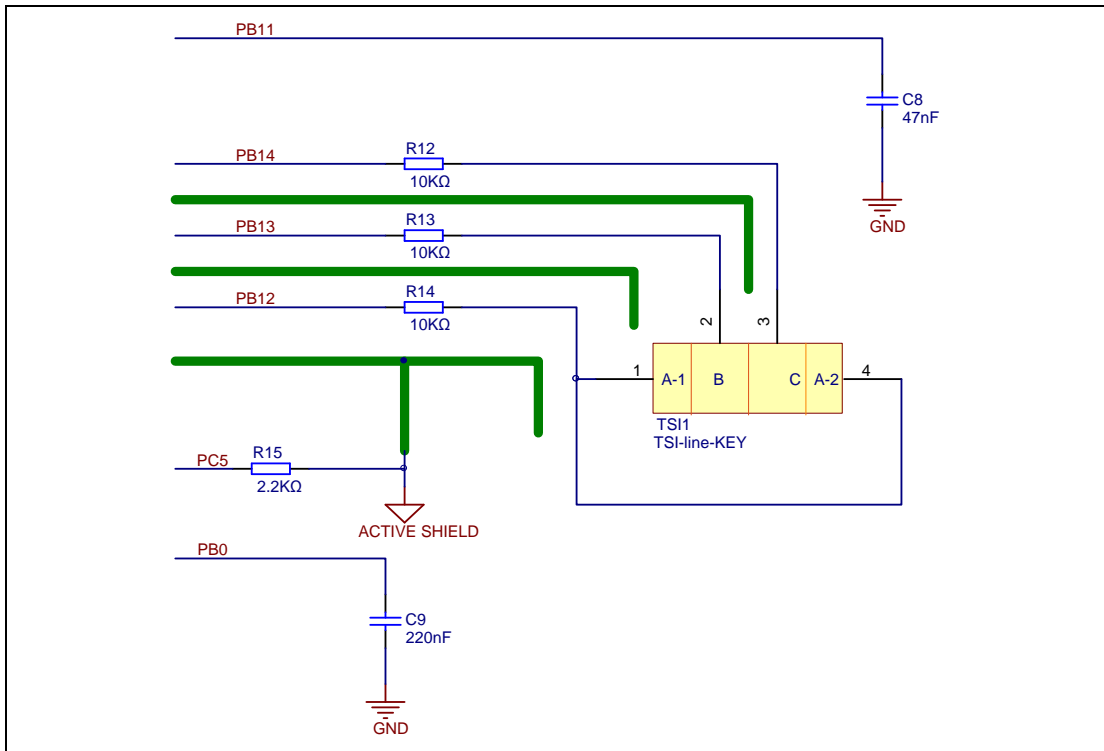 PB11
C8
47nF
GND
PB14
R12
10KΩ
PB13
R13
10KΩ
PB12
R14
10KΩ
2
3
1
A-1
B
C
A-2
4
TSI1
TSI-line-KEY
PC5
R15
2.2KΩ
ACTIVE SHIELD
PB0
C9
220nF
GND